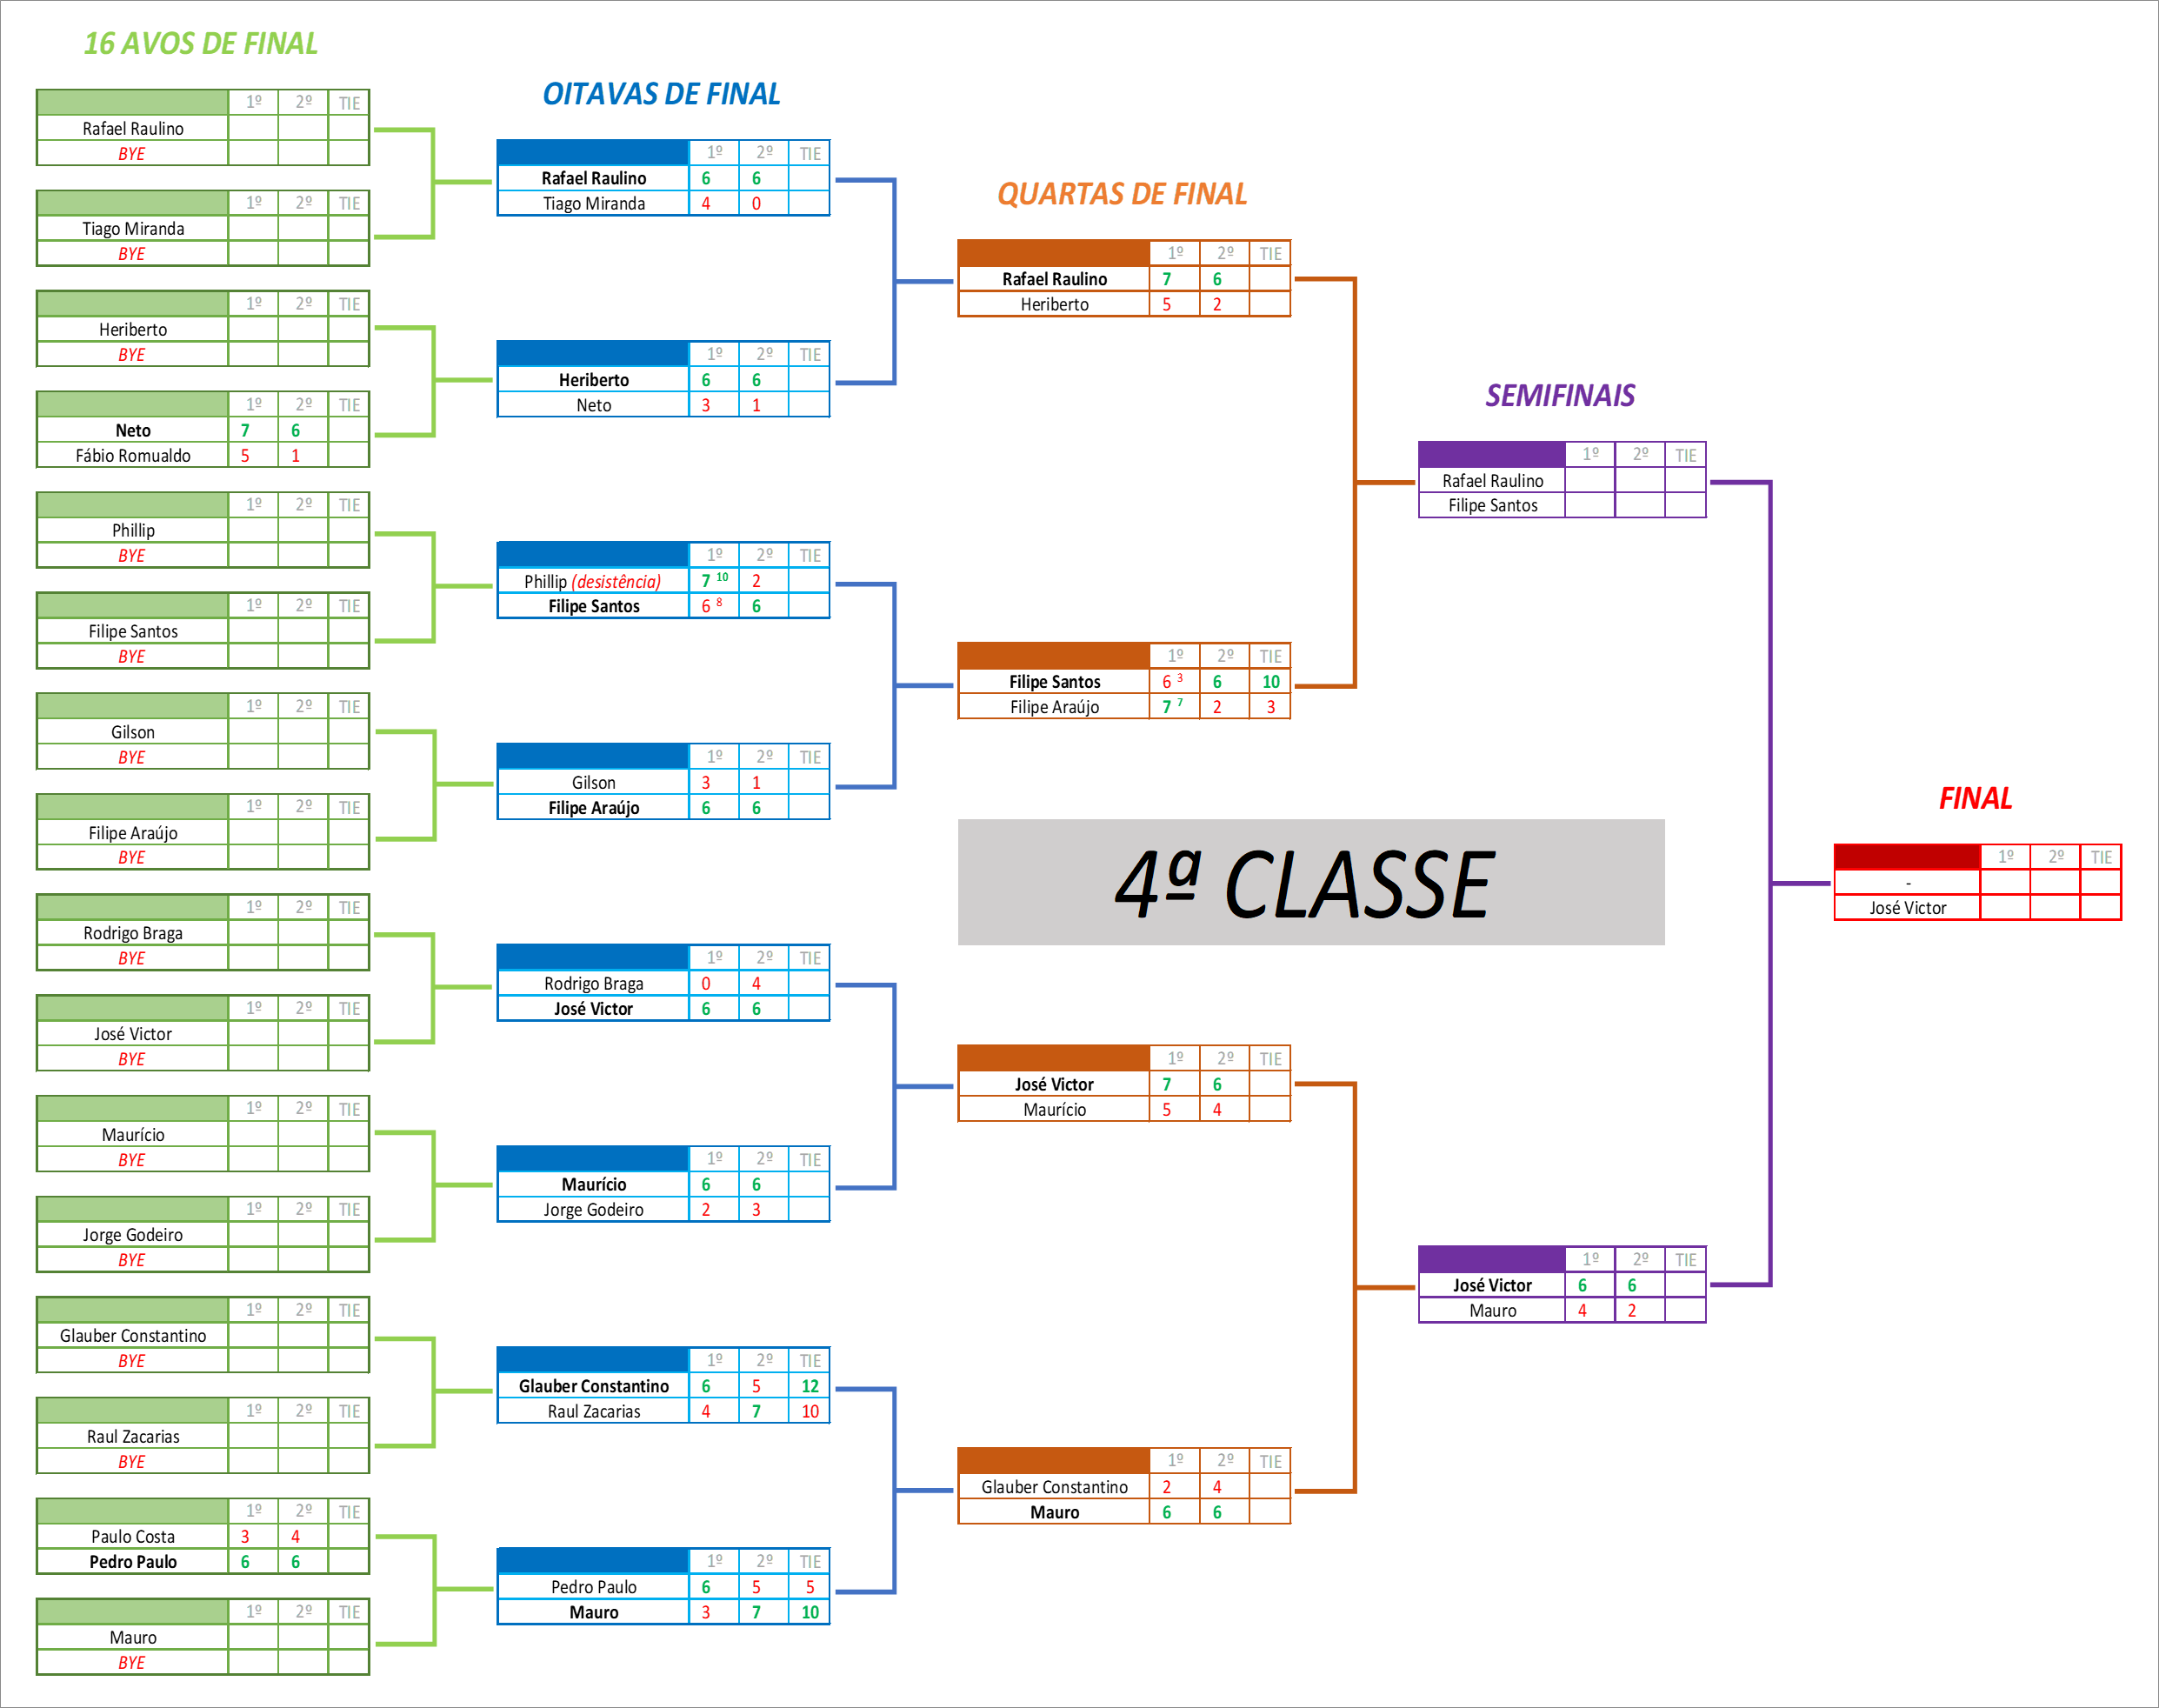 16 AVOS DE FINAL
1º 2º TIE
Rafael Raulino
BYE
1º 2º TIE
Tiago Miranda
BYE
1º 2º TIE
Heriberto
BYE
1º 2º TIE
Neto 7 6
Fábio Romualdo 5 1
1º 2º TIE
Phillip
BYE
1º 2º TIE
Filipe Santos
BYE
1º 2º TIE
Gilson
BYE
1º 2º TIE
Filipe Araújo
BYE
1º 2º TIE
Rodrigo Braga
BYE
1º 2º TIE
José Victor
BYE
1º 2º TIE
Maurício
BYE
1º 2º TIE
Jorge Godeiro
BYE
1º 2º TIE
Glauber Constantino
BYE
1º 2º TIE
Raul Zacarias
BYE
1º 2º TIE
Paulo Costa 3 4
Pedro Paulo 6 6
1º 2º TIE
Mauro
BYE
OITAVAS DE FINAL
1º 2º TIE
Rafael Raulino 6 6
Tiago Miranda 4 0
1º 2º TIE
Heriberto 6 6
Neto 3 1
1º 2º TIE
Phillip (desistência) 7 10 2
Filipe Santos 6 8 6
1º 2º TIE
Gilson 3 1
Filipe Araújo 6 6
1º 2º TIE
Rodrigo Braga 0 4
José Victor 6 6
1º 2º TIE
Maurício 6 6
Jorge Godeiro 2 3
1º 2º TIE
Glauber Constantino 6 5 12
Raul Zacarias 4 7 10
1º 2º TIE
Pedro Paulo 6 5 5
Mauro 3 7 10
QUARTAS DE FINAL
1º 2º TIE
Rafael Raulino 7 6
Heriberto 5 2
1º 2º TIE
Filipe Santos 6 3 6 10
Filipe Araújo 7 7 2 3
4ª CLASSE
1º 2º TIE
José Victor 7 6
Maurício 5 4
1º 2º TIE
Glauber Constantino 2 4
Mauro 6 6
SEMIFINAIS
1º 2º TIE
Rafael Raulino
Filipe Santos
1º 2º TIE
José Victor 6 6
Mauro 4 2
FINAL
1º 2º TIE
-
José Victor